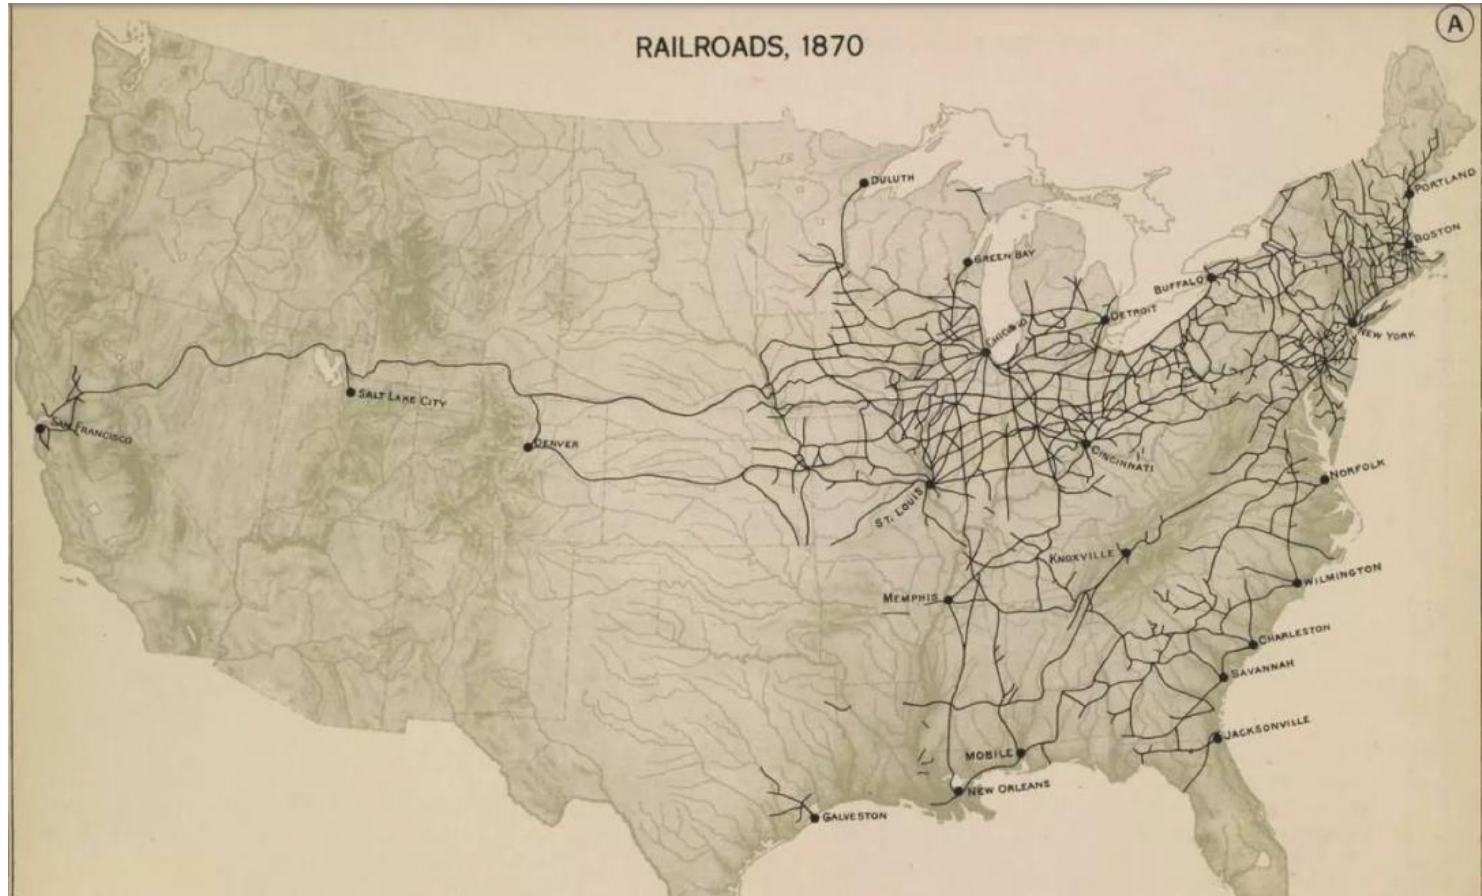 A
RAILROADS, 1870
DULUTH
PORTLAND
BOSTON
GREEN BAY
BUFFALO
DETROIT
CHICAGO
NEW YORK
SALT LAKE CITY
SAN FRANCISCO
DENVER
CINCINNATI
NORFOLK
ST. LOUIS
KNOXVILLE
WILMINGTON
MEMPHIS
CHARLESTON
SAVANNAH
JACKSONVILLE
MOBILE
NEW ORLEANS
GALVESTON